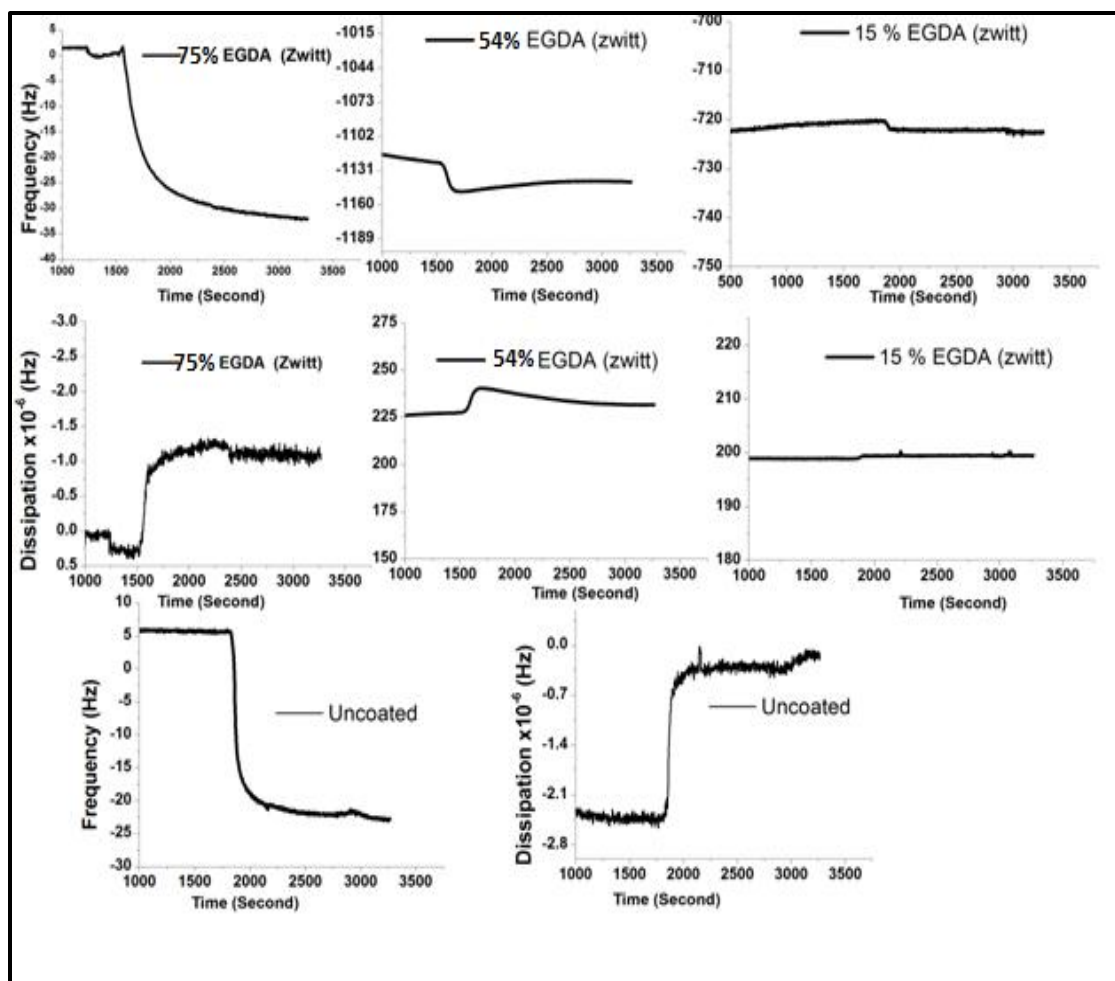 5
0
-5
-10
-15
-20
-25
-30
-35
-40
75% EGDA (Zwitt)
Frequency (Hz)
1000 1500 2000 2500 3000 3500
Time (Second)
-1015
-1044
-1073
-1102
-1131
-1160
-1189
54% EGDA (zwitt)
1000 1500 2000 2500 3000 3500
Time (Second)
-700
-710
-720
-730
-740
-750
15 % EGDA (zwitt)
500 1000 1500 2000 2500 3000 3500
Time (Second)
-3.0
-2.5
-2.0
-1.5
-1.0
-0.5
0.0
0.5
75% EGDA (Zwitt)
Dissipation x10⁻⁶ (Hz)
1000 1500 2000 2500 3000 3500
Time (Second)
275
250
225
200
175
150
54% EGDA (zwitt)
1000 1500 2000 2500 3000 3500
Time (Second)
220
210
200
190
180
15 % EGDA (zwitt)
1000 2000 3000
Time (Second)
10
5
0
-5
-10
-15
-20
-25
-30
Uncoated
Frequency (Hz)
1000 1500 2000 2500 3000 3500
Time (Second)
0.0
-0.7
-1.4
-2.1
-2.8
Uncoated
Dissipation x10⁻⁶ (Hz)
1000 1500 2000 2500 3000 3500
Time (Second)